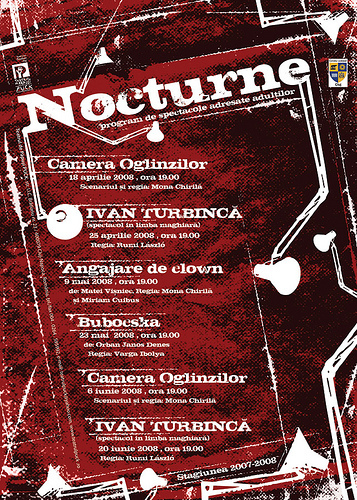 PUCK
Nocturne
program de spectacole adresate adulților
Camera Oglinzilor
18 aprilie 2008 , ora 19.00
Scenariul și regia: Mona Chirilă
IVAN TURBINCĂ
(spectacol in limba maghiară)
25 aprilie 2008 , ora 19.00
Regia: Rumi László
Angajare de clown
9 mai 2008 , ora 19.00
de: Matei Visniec. Regia: Mona Chirilă
și Miriam Cuibus
Bubocska
23 mai 2008 , ora 19.00
de: Orban Janos Denes
Regia: Varga Ibolya
Camera Oglinzilor
6 iunie 2008 , ora 19.00
Scenariul și regia: Mona Chirilă
IVAN TURBINCĂ
(spectacol in limba maghiară)
20 iunie 2008 , ora 19.00
Regia: Rumi László
Stagiunea 2007-2008